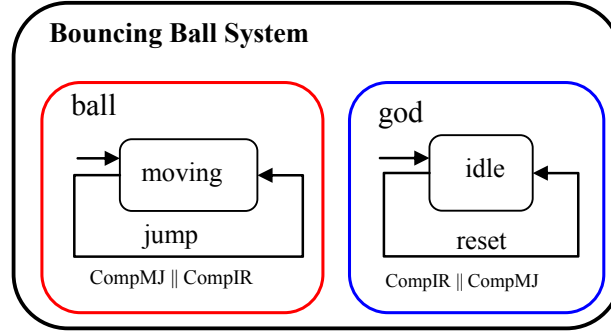 Bouncing Ball System
ball
moving
jump
CompMJ || CompIR
god
idle
reset
CompIR || CompMJ